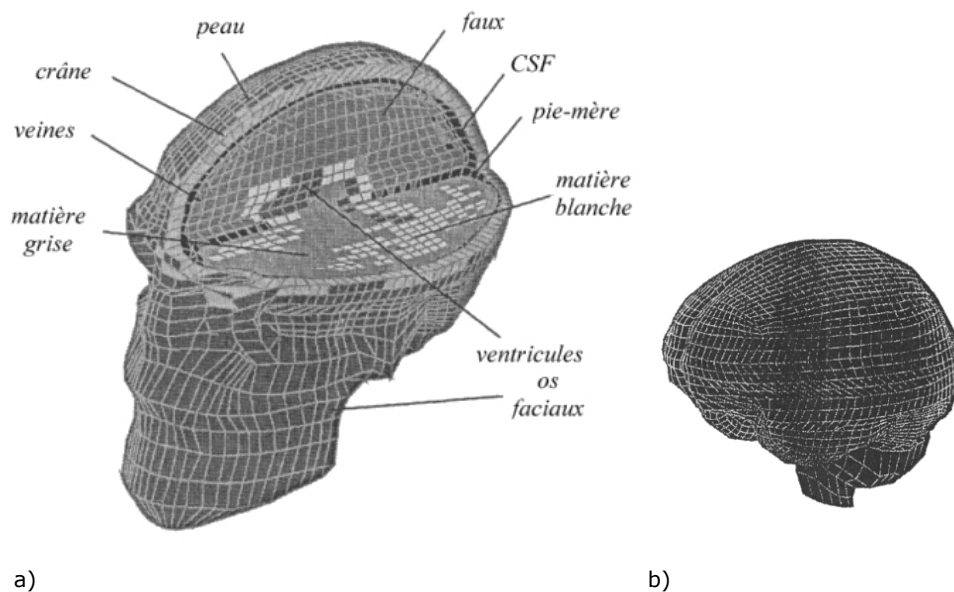 peau
faux
crâne
CSF
veines
pie-mère
matière
grise
matière
blanche
ventricules
os
faciaux
a)
b)